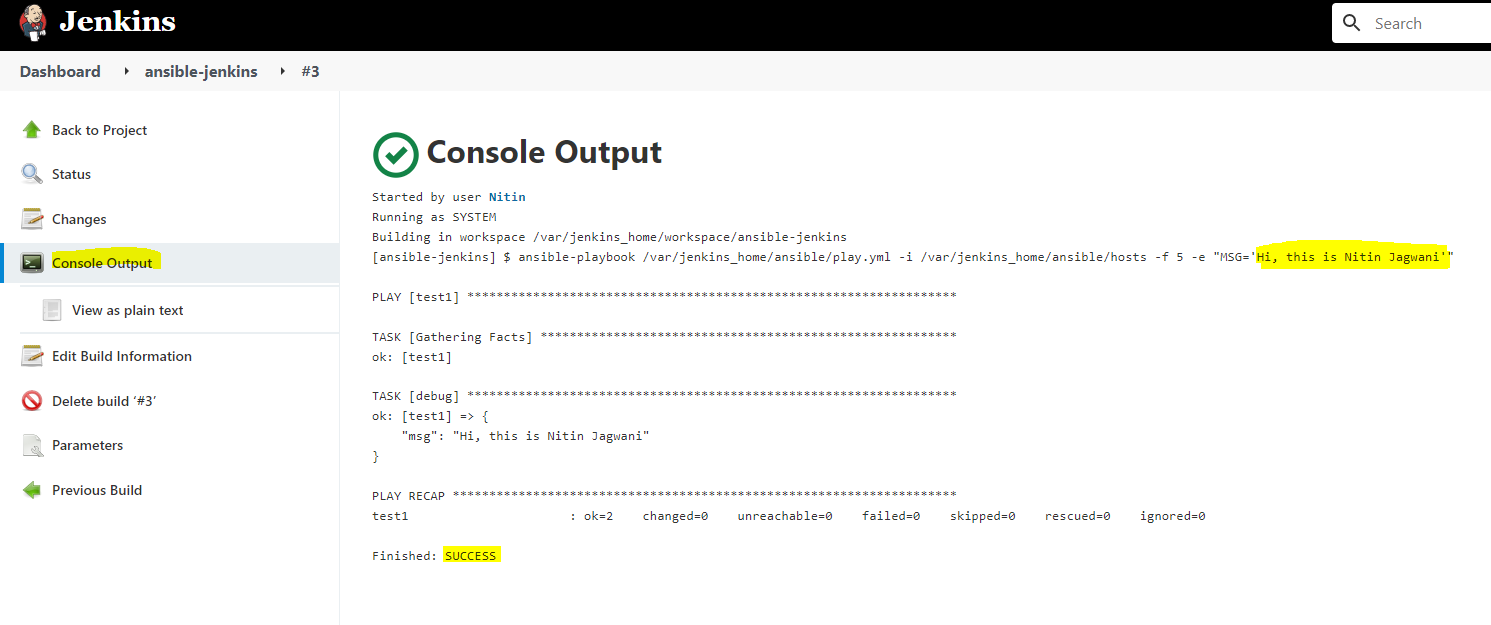 Jenkins
Search
Dashboard ▸ ansible-jenkins ▸ #3
Back to Project
Status
Changes
Console Output
View as plain text
Edit Build Information
Delete build ‘#3’
Parameters
Previous Build
Console Output
Started by user Nitin
Running as SYSTEM
Building in workspace /var/jenkins_home/workspace/ansible-jenkins
[ansible-jenkins] $ ansible-playbook /var/jenkins_home/ansible/play.yml -i /var/jenkins_home/ansible/hosts -f 5 -e "MSG='Hi, this is Nitin Jagwani'"
PLAY [test1] *******************************************************************
TASK [Gathering Facts] *********************************************************
ok: [test1]
TASK [debug] *******************************************************************
ok: [test1] => {
    "msg": "Hi, this is Nitin Jagwani"
}
PLAY RECAP *********************************************************************
test1                      : ok=2    changed=0    unreachable=0    failed=0    skipped=0    rescued=0    ignored=0
Finished: SUCCESS